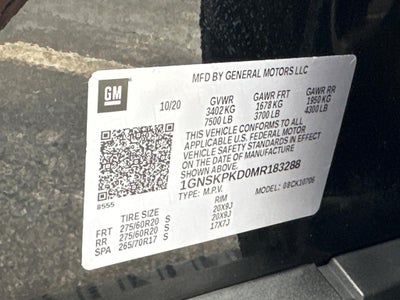 MFD BY GENERAL MOTORS LLC
GM
10/20
GVWR GAWR FRT GAWR RR
3402 KG 1678 KG 1950 KG
7500 LB 3700 LB 4300 LB
THIS VEHICLE CONFORMS TO ALL
APPLICABLE U.S. FEDERAL MOTOR
VEHICLE SAFETY STANDARDS IN EFFECT
ON THE DATE OF MANUFACTURE
SHOWN ABOVE.
1GNSKPKD0MR183288
TYPE: M.P.V. MODEL: 08CK10706
8555
TIRE SIZE RIM
FRT 275/60R20 S 20X9J
RR 275/60R20 S 20X9J
SPA 265/70R17 S 17X7J